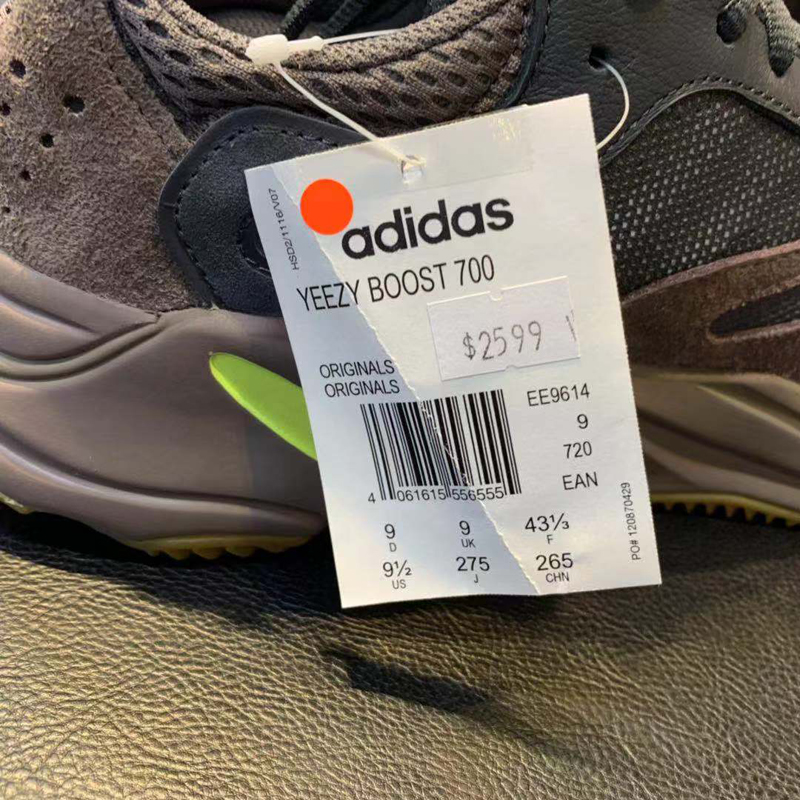 HSD2/1116/V07
adidas
YEEZY BOOST 700
$2599
ORIGINALS
ORIGINALS
EE9614
9
720
EAN
4 061615 556555
9 9 43⅓
D UK F
9½ 275 265
US J CHN
PO# 120870429